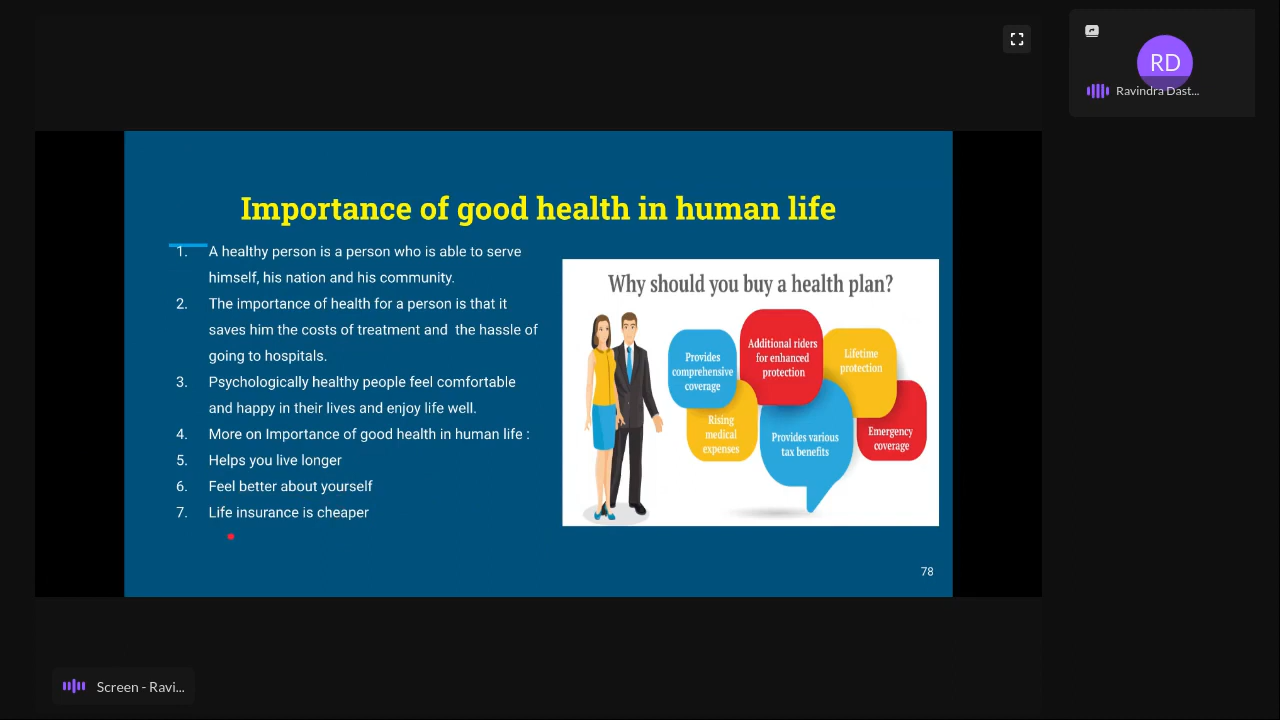 RD
Ravindra Dast...
Importance of good health in human life
1. A healthy person is a person who is able to serve
himself, his nation and his community.
2. The importance of health for a person is that it
saves him the costs of treatment and the hassle of
going to hospitals.
3. Psychologically healthy people feel comfortable
and happy in their lives and enjoy life well.
4. More on Importance of good health in human life :
5. Helps you live longer
6. Feel better about yourself
7. Life insurance is cheaper
Why should you buy a health plan?
Provides
comprehensive
coverage
Additional riders
for enhanced
protection
Lifetime
protection
Rising
medical
expenses
Provides various
tax benefits
Emergency
coverage
78
Screen - Ravi...